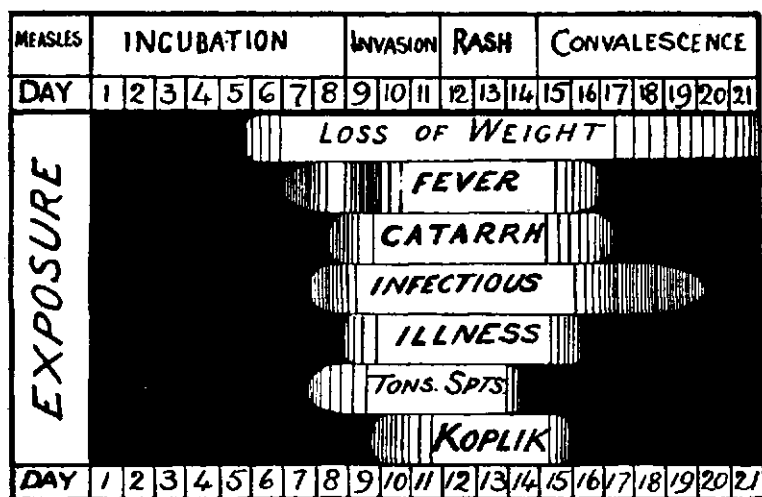 MEASLES INCUBATION INVASION RASH CONVALESCENCE
DAY 1 2 3 4 5 6 7 8 9 10 11 12 13 14 15 16 17 18 19 20 21
EXPOSURE
LOSS OF WEIGHT
FEVER
CATARRH
INFECTIOUS
ILLNESS
TONS. SPTS.
KOPLIK
DAY 1 2 3 4 5 6 7 8 9 10 11 12 13 14 15 16 17 18 19 20 21